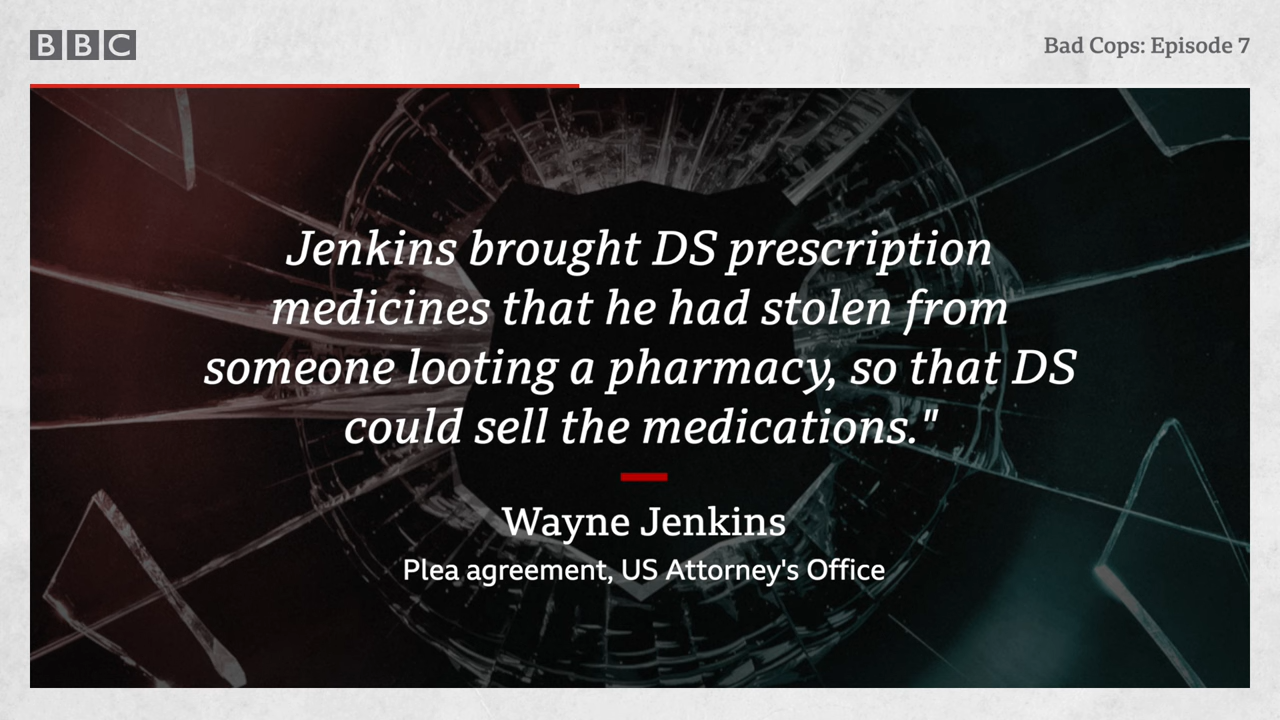 BBC
Bad Cops: Episode 7
Jenkins brought DS prescription
medicines that he had stolen from
someone looting a pharmacy, so that DS
could sell the medications."
Wayne Jenkins
Plea agreement, US Attorney's Office